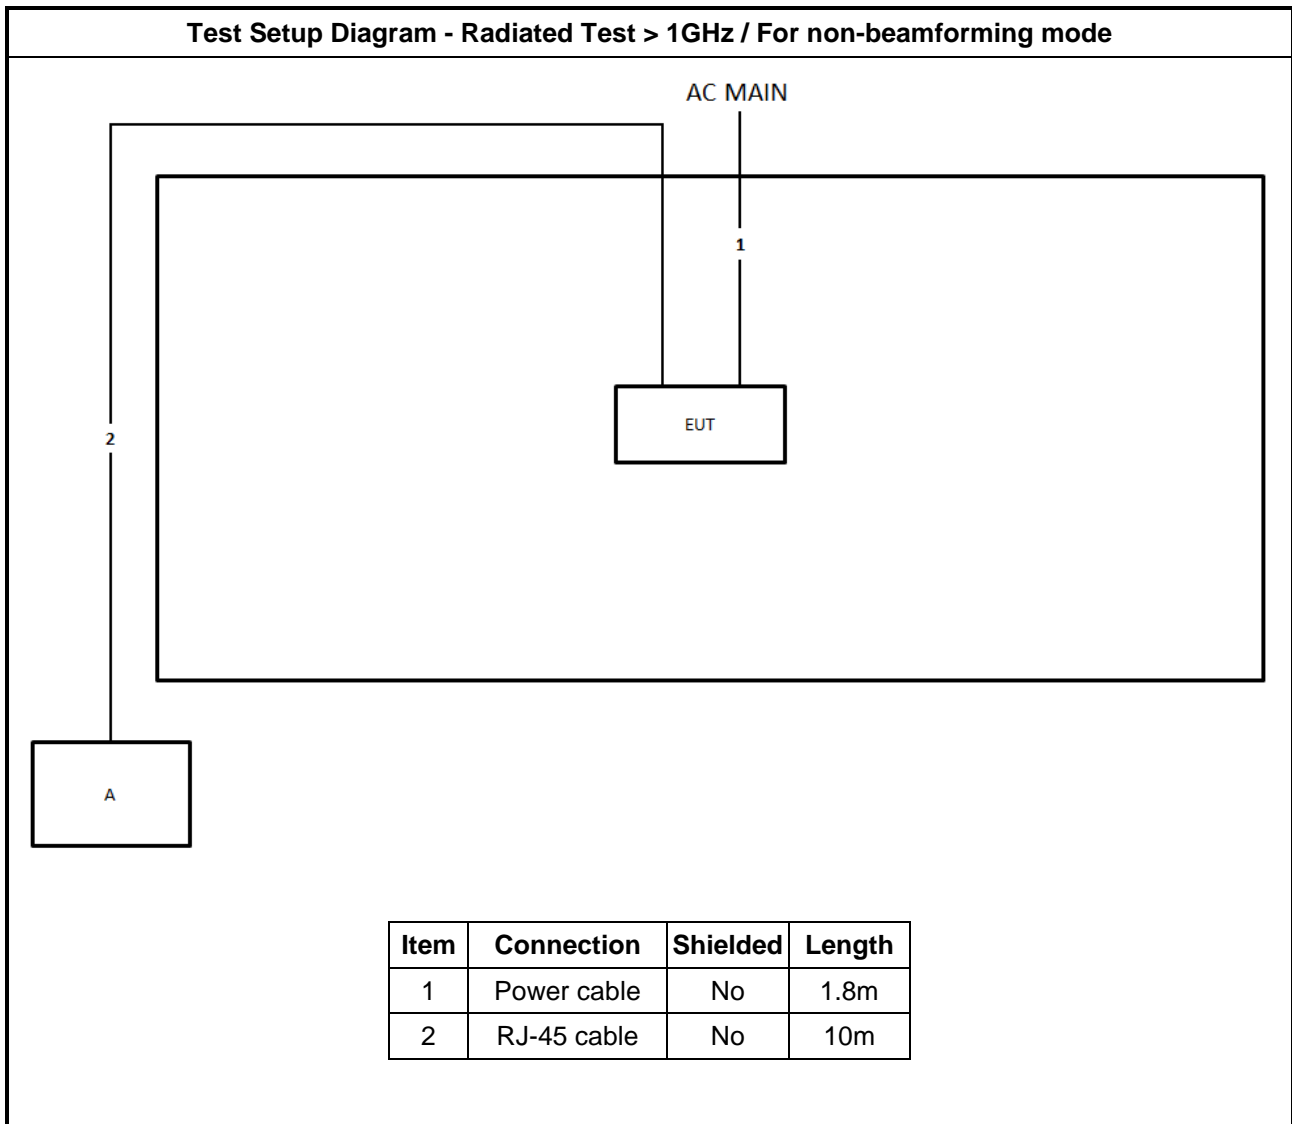 Test Setup Diagram - Radiated Test > 1GHz / For non-beamforming mode
AC MAIN
1
EUT
2
A
Item Connection Shielded Length
1 Power cable No 1.8m
2 RJ-45 cable No 10m